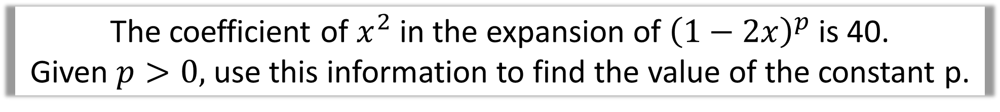 The coefficient of x² in the expansion of (1 − 2x)ᵖ is 40.
Given p > 0, use this information to find the value of the constant p.